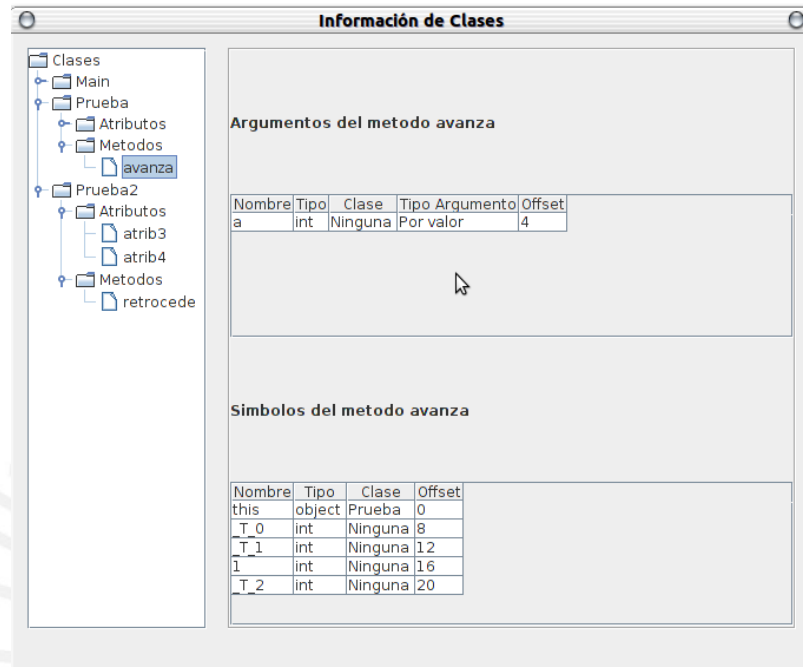 Información de Clases
Clases
Main
Prueba
Atributos
Metodos
avanza
Prueba2
Atributos
atrib3
atrib4
Metodos
retrocede
Argumentos del metodo avanza
Nombre Tipo Clase Tipo Argumento Offset
a int Ninguna Por valor 4
Simbolos del metodo avanza
Nombre Tipo Clase Offset
this object Prueba 0
_T_0 int Ninguna 8
_T_1 int Ninguna 12
1 int Ninguna 16
_T_2 int Ninguna 20